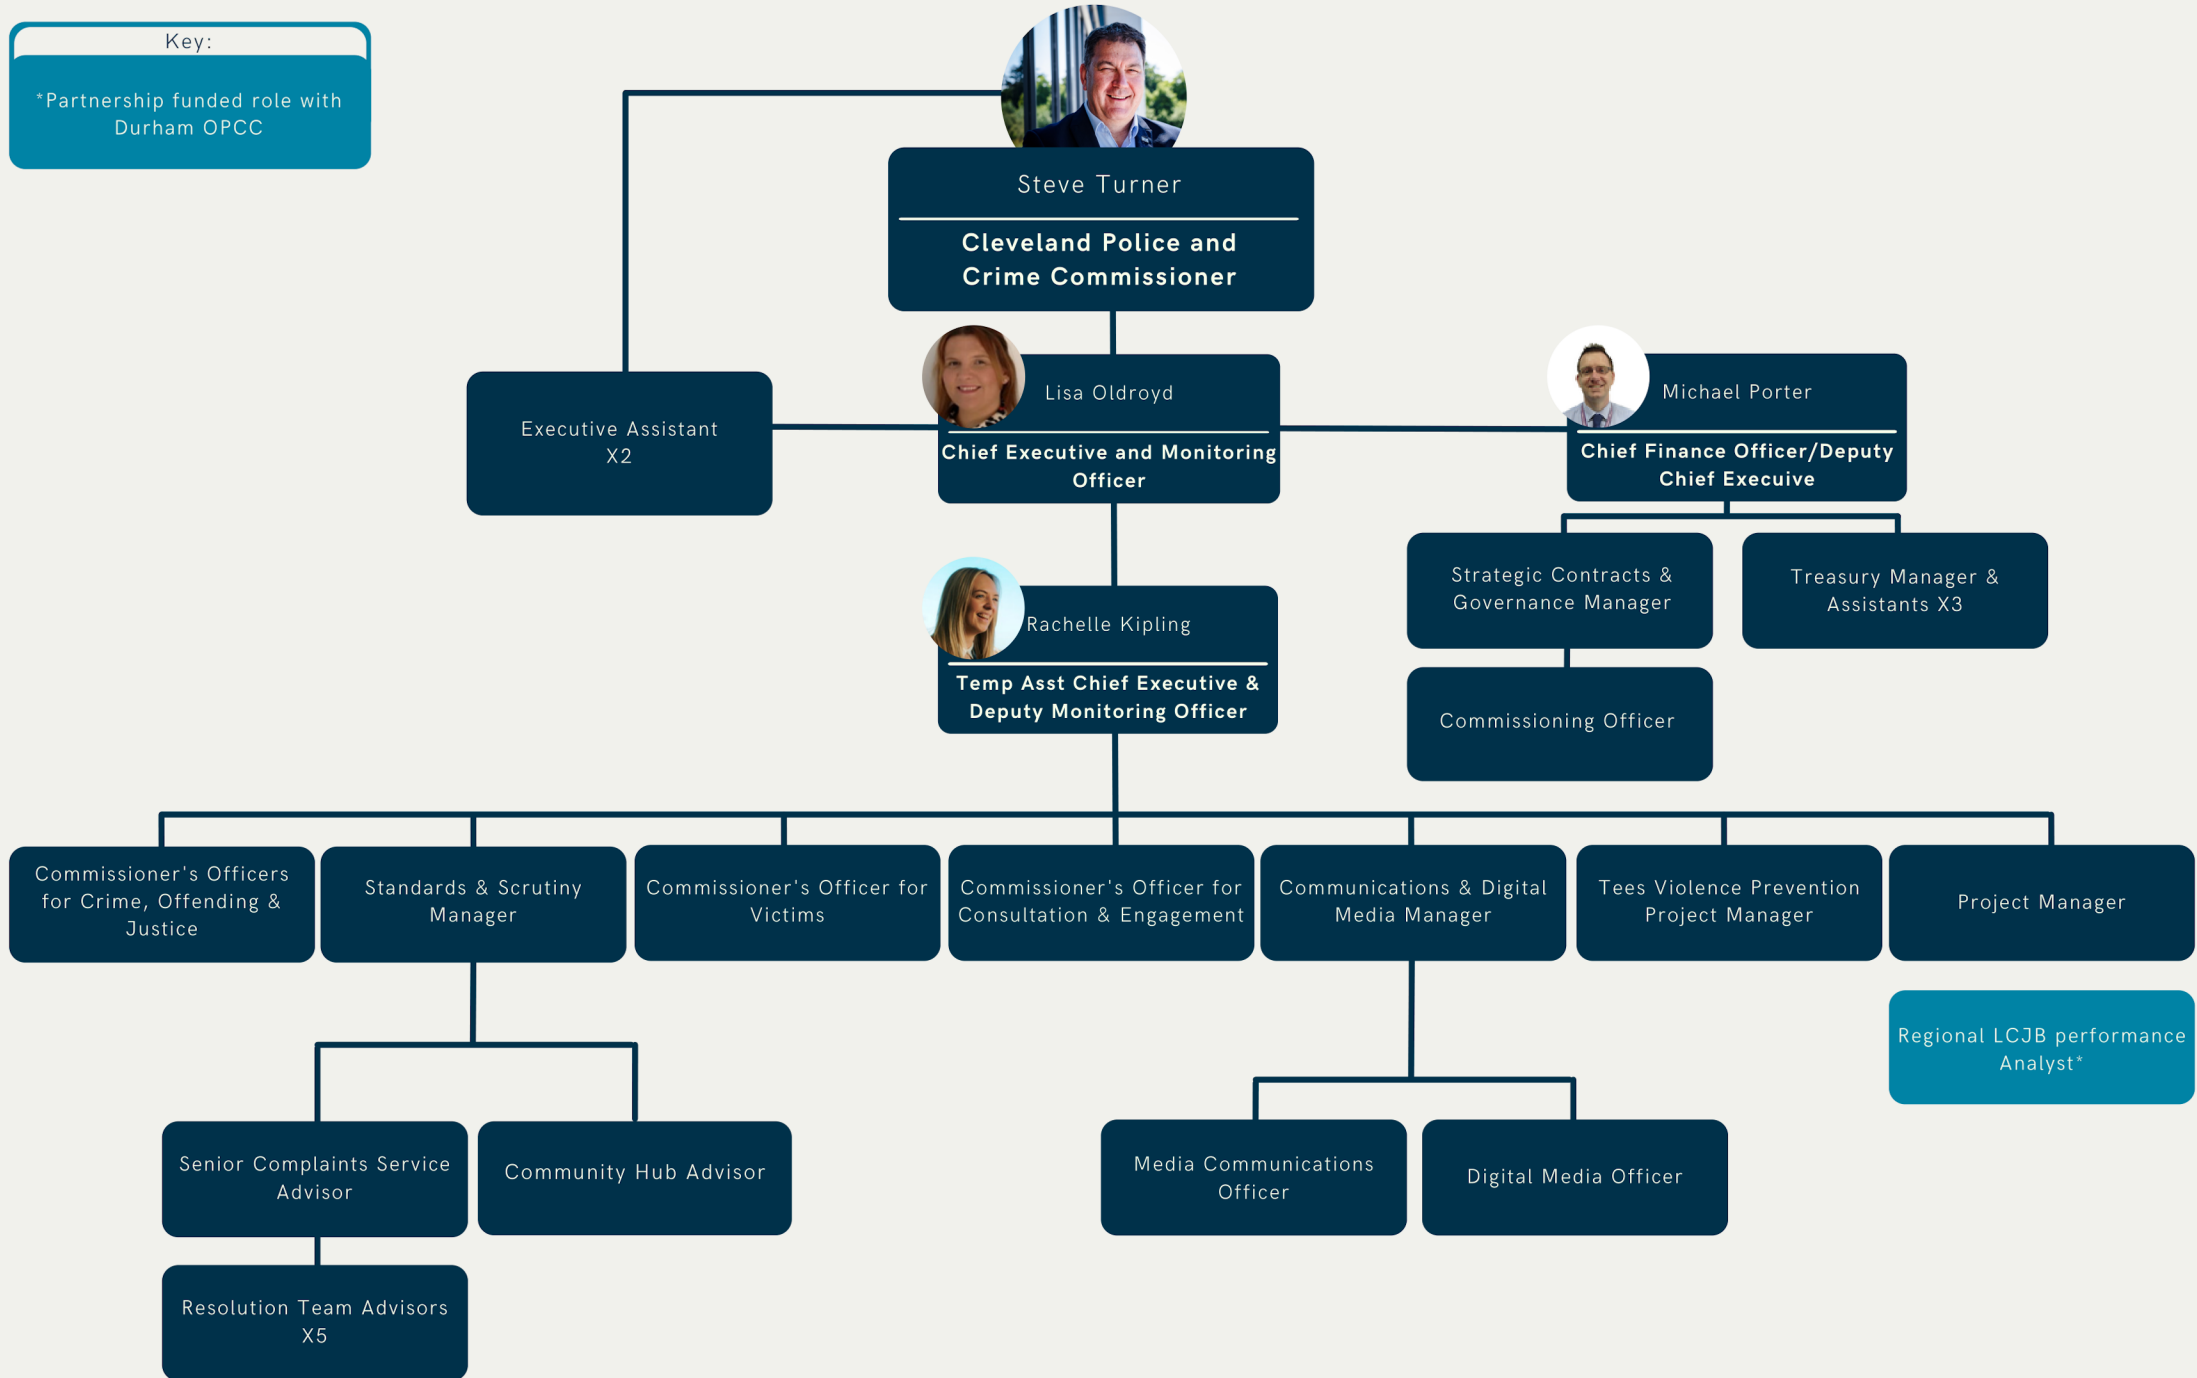 Key:
*Partnership funded role with
Durham OPCC
Steve Turner
Cleveland Police and
Crime Commissioner
Executive Assistant
X2
Lisa Oldroyd
Chief Executive and Monitoring
Officer
Michael Porter
Chief Finance Officer/Deputy
Chief Execuive
Strategic Contracts &
Governance Manager
Treasury Manager &
Assistants X3
Commissioning Officer
Rachelle Kipling
Temp Asst Chief Executive &
Deputy Monitoring Officer
Commissioner's Officers
for Crime, Offending &
Justice
Standards & Scrutiny
Manager
Commissioner's Officer for
Victims
Commissioner's Officer for
Consultation & Engagement
Communications & Digital
Media Manager
Tees Violence Prevention
Project Manager
Project Manager
Regional LCJB performance
Analyst*
Senior Complaints Service
Advisor
Community Hub Advisor
Media Communications
Officer
Digital Media Officer
Resolution Team Advisors
X5